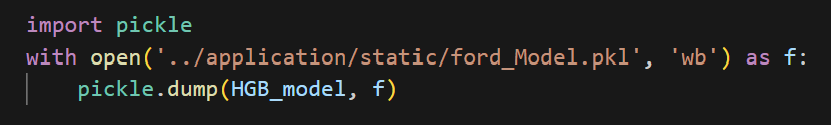 import pickle
with open('../application/static/ford_Model.pkl', 'wb') as f:
    pickle.dump(HGB_model, f)